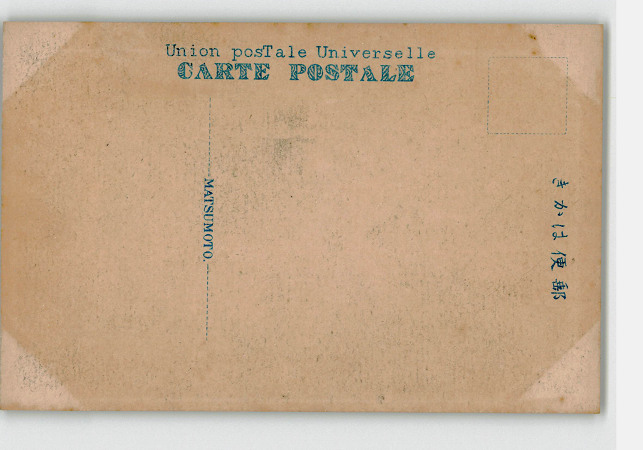 Union posTale Universelle
CARTE POSTALE
MATSUMOTO.
郵便はかき